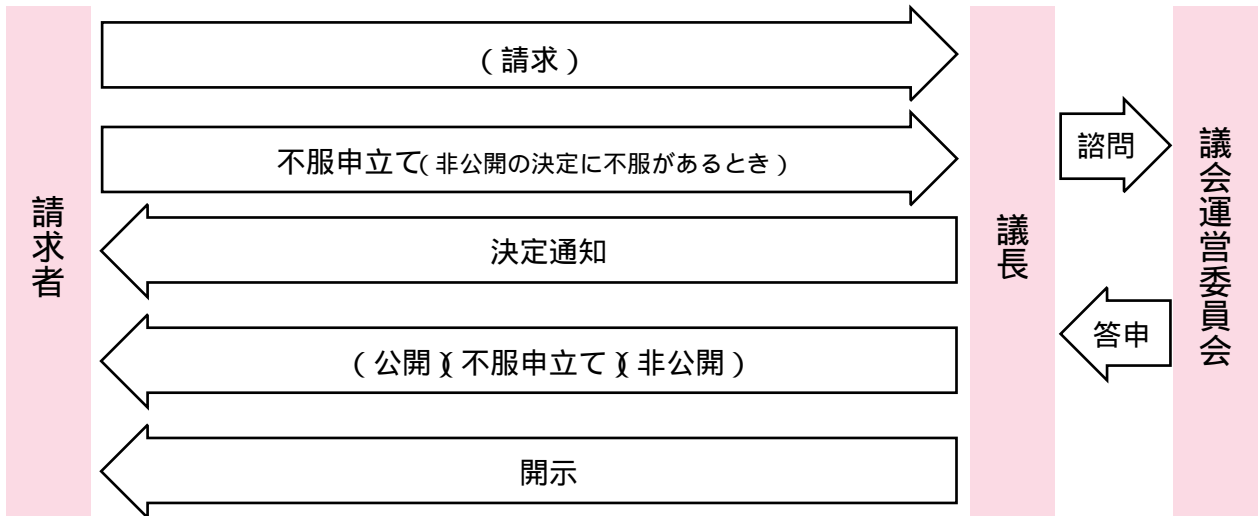 請求者
(請求)
不服申立て(非公開の決定に不服があるとき)
決定通知
(公開)(不服申立て)(非公開)
開示
議長
諮問
答申
議会運営委員会